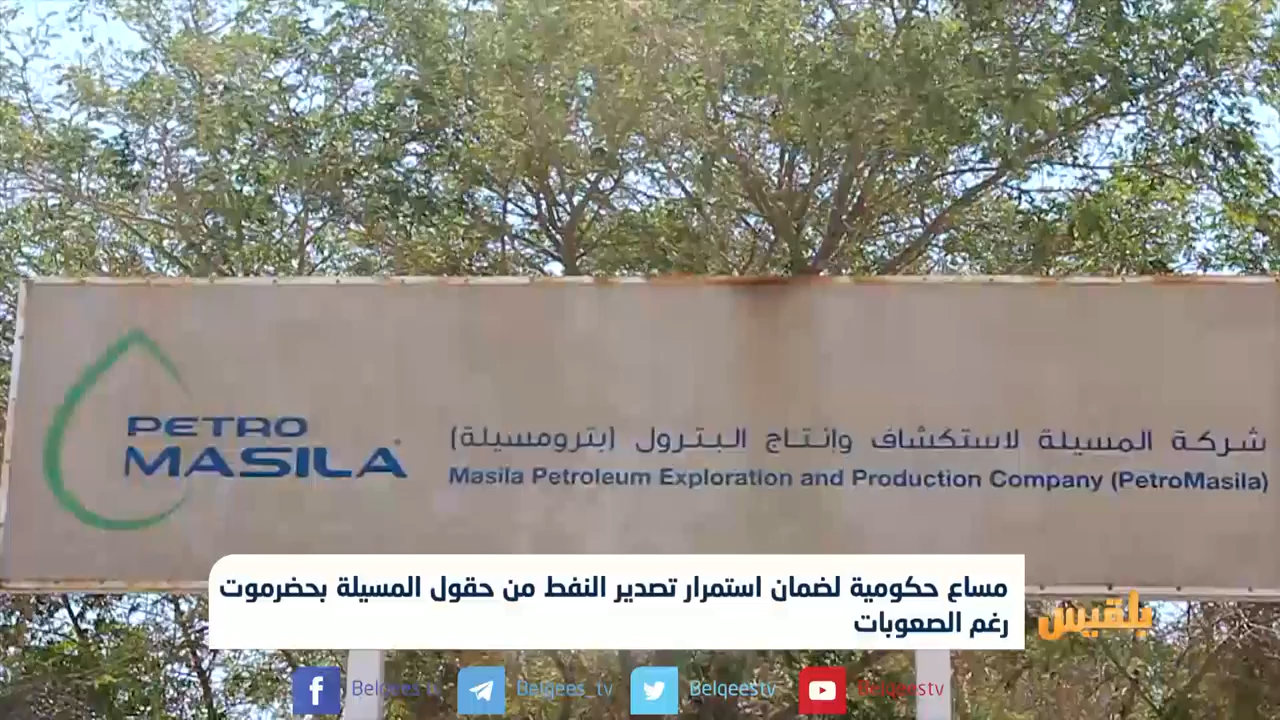 PETRO
MASILA
شركة المسيلة لاستكشاف وإنتاج البترول (بترومسيلة)
Masila Petroleum Exploration and Production Company (PetroMasila)
مساع حكومية لضمان استمرار تصدير النفط من حقول المسيلة بحضرموت
رغم الصعوبات
بلقيس
Belqees_tv
Belqees_tv
Belqeestv
Belqeestv